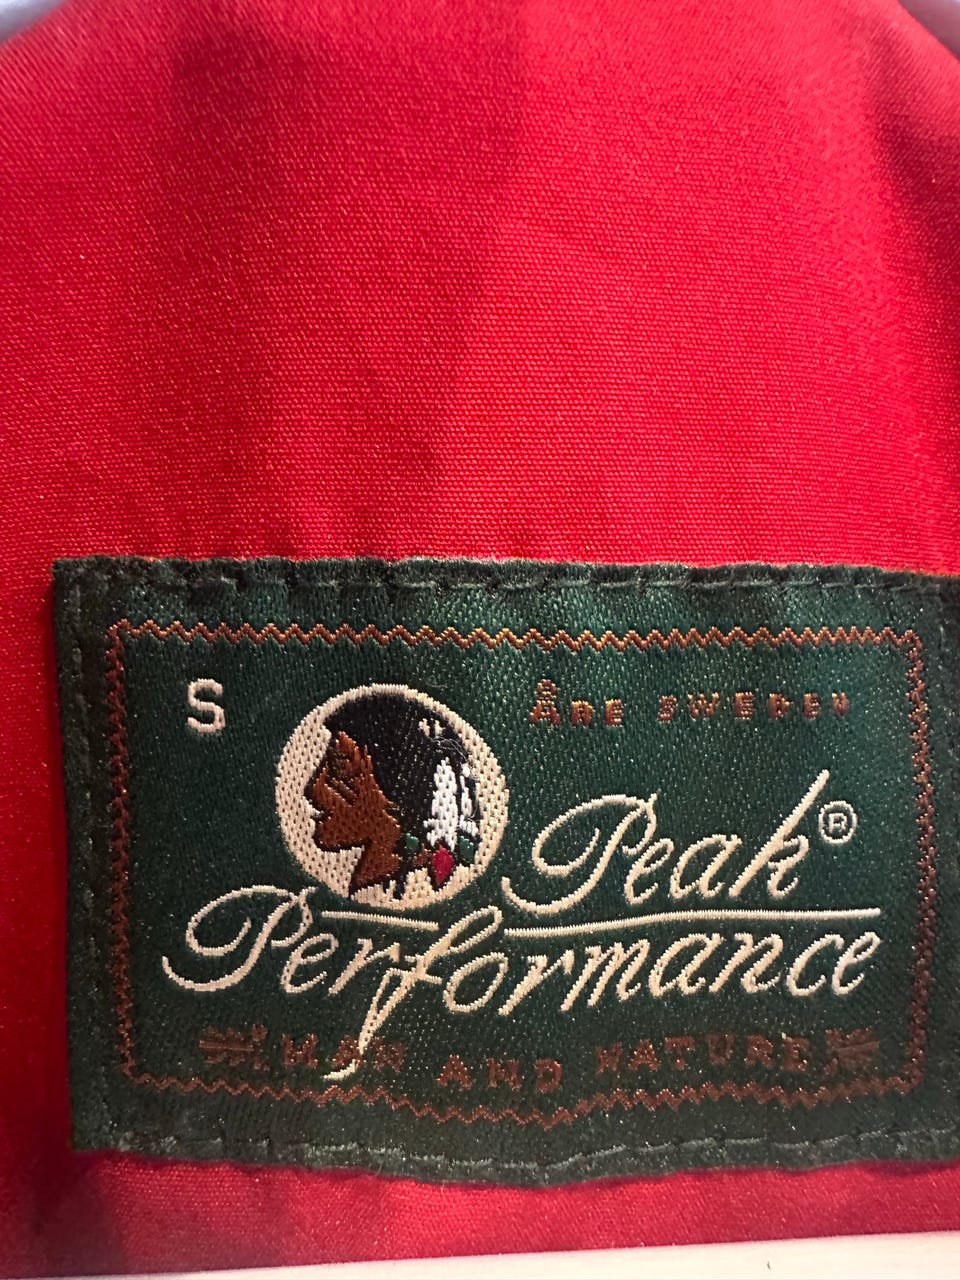 S
Åre SWEDEN
Peak®
Performance
MAN AND NATURE